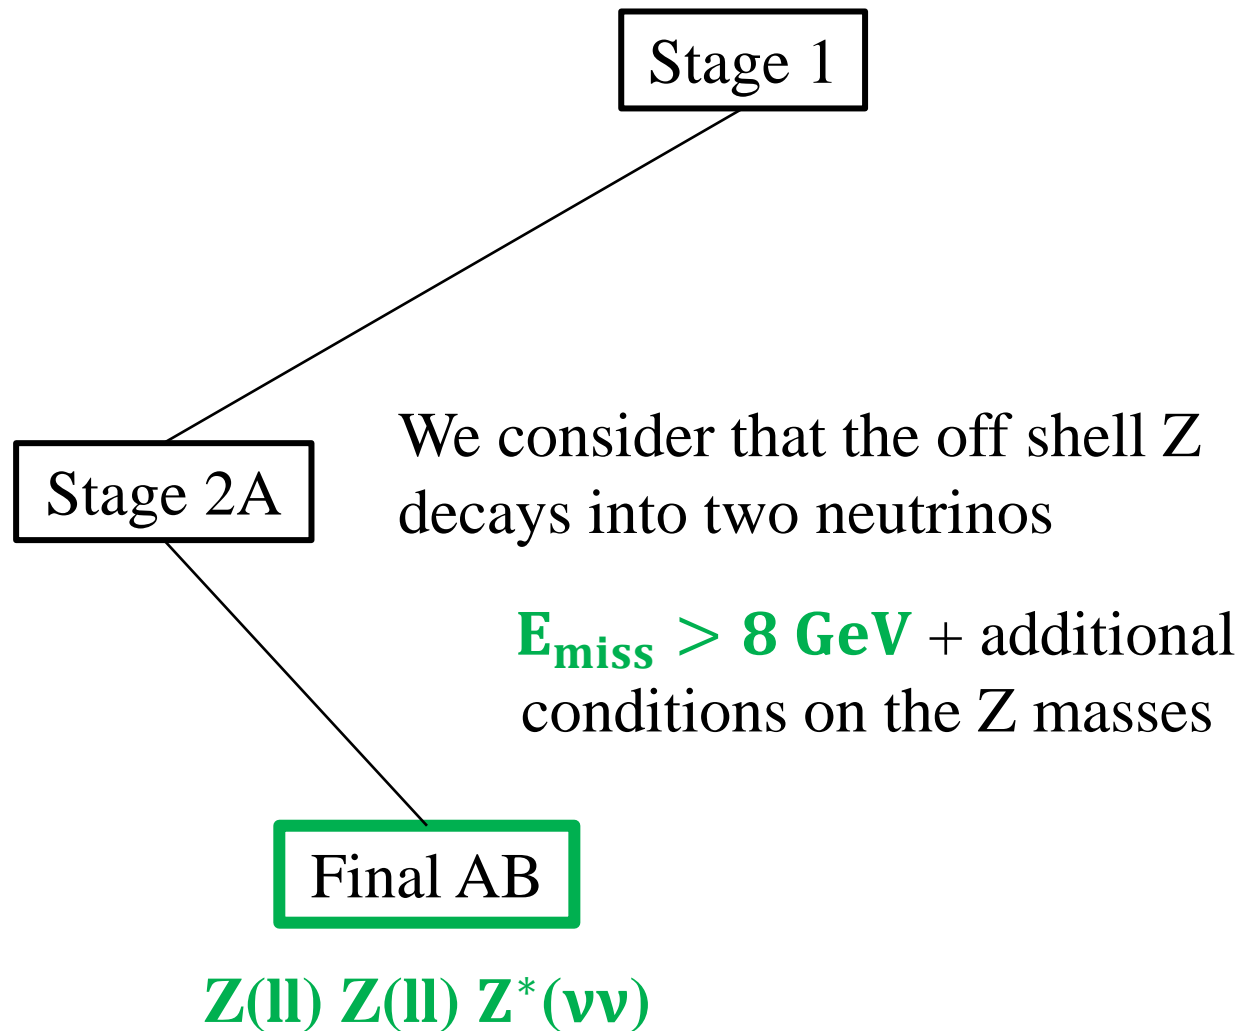 Stage 1
Stage 2A
We consider that the off shell Z
decays into two neutrinos
E_miss > 8 GeV + additional
conditions on the Z masses
Final AB
Z(ll) Z(ll) Z*(νν)